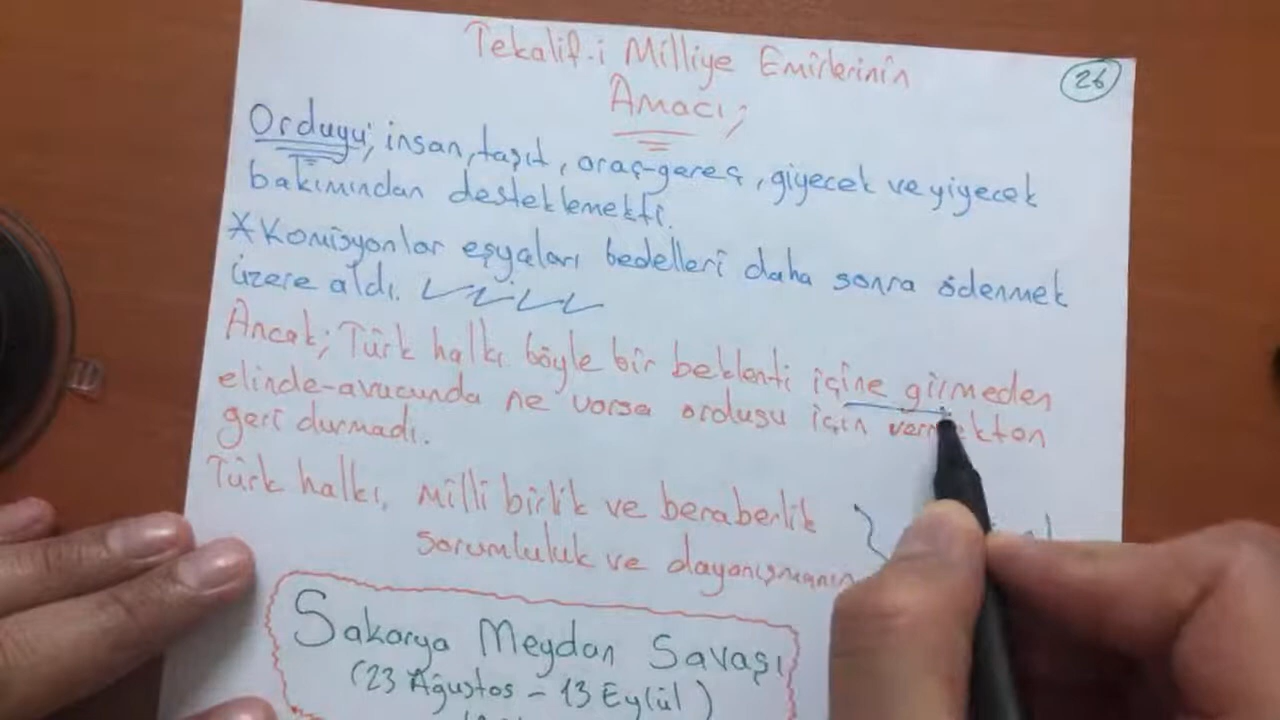 Tekalif-i Milliye Emirlerinin
26
Amacı;
Orduyu; insan, taşıt, araç-gereç, giyecek ve yiyecek
bakımından desteklemekti.
*Komisyonlar eşyaları bedelleri daha sonra ödenmek
üzere aldı.
Ancak; Türk halkı böyle bir beklenti içine girmeden
elinde-avucunda ne varsa ordusu için vermekten
geri durmadı.
Türk halkı, milli birlik ve beraberlik
sorumluluk ve dayanışmanın
Sakarya Meydan Savaşı
(23 Ağustos - 13 Eylül)